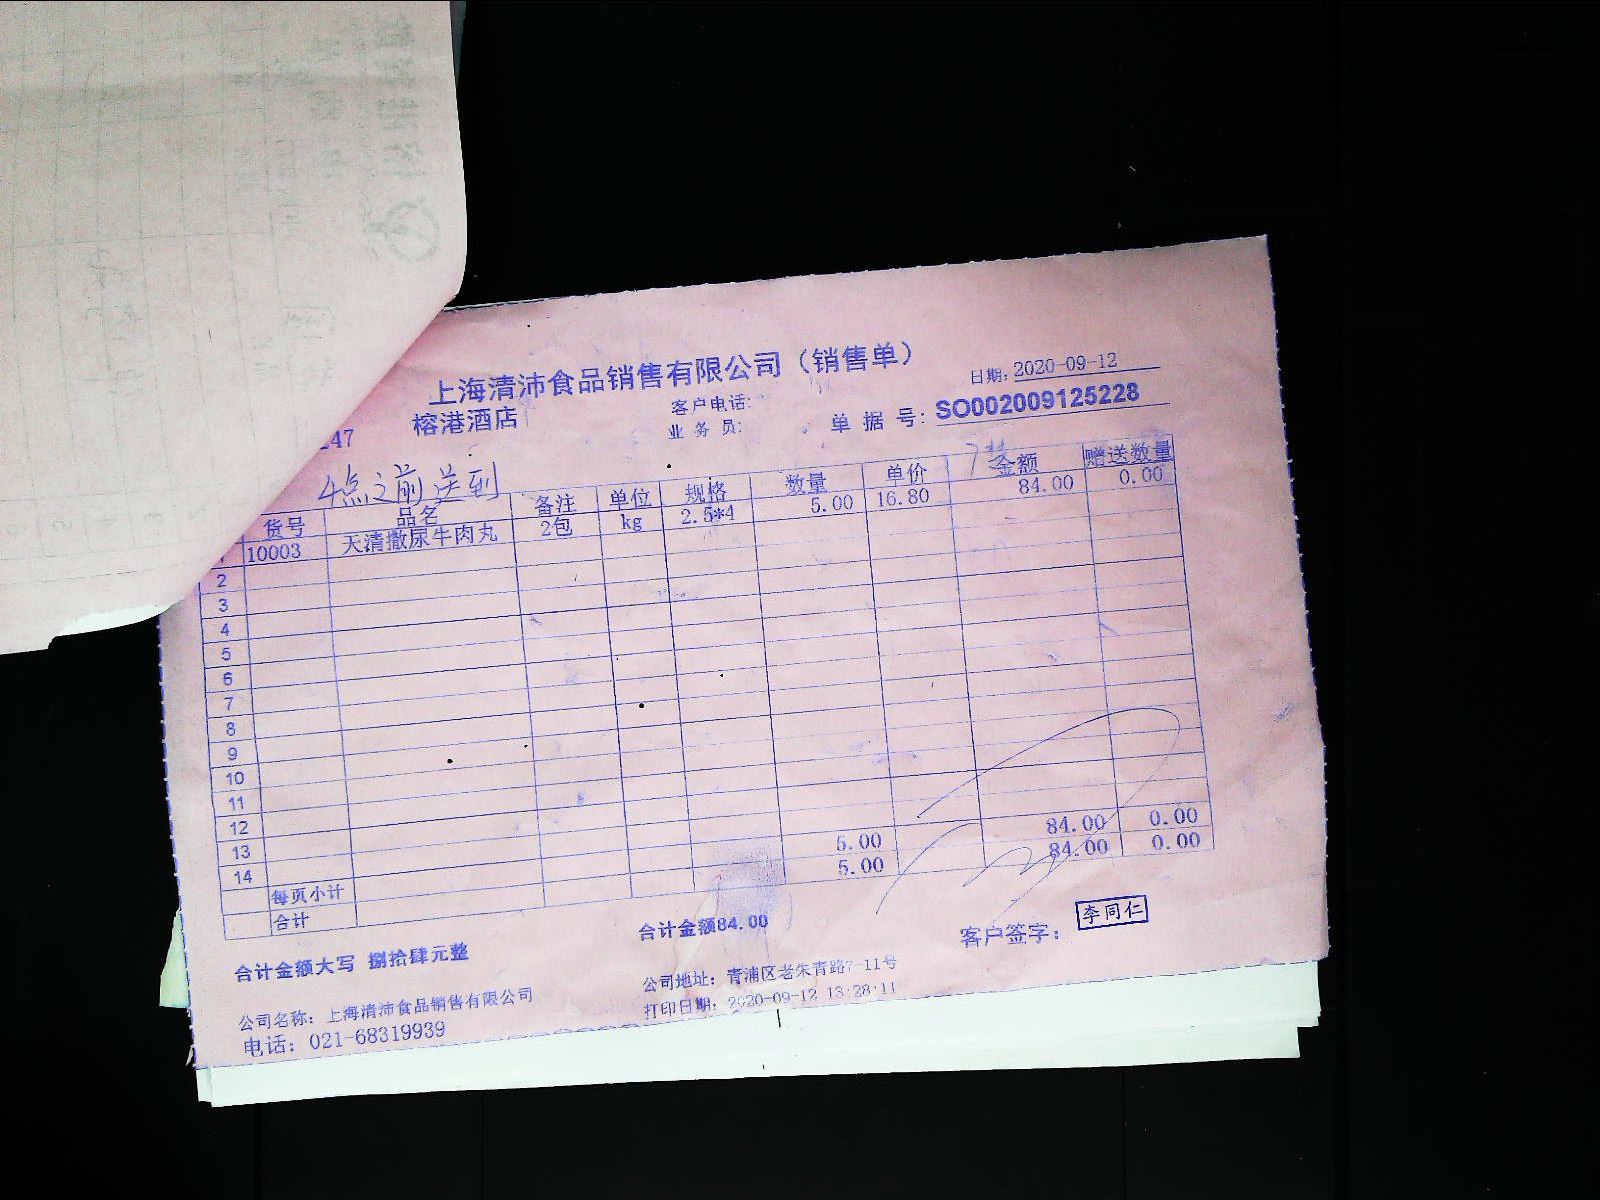 上海清沛食品销售有限公司（销售单）
日期: 2020-09-12
榕港酒店
客户电话:
247
业务员:
单据号: SO002009125228
4点之前送到
货号 品名 备注 单位 规格 数量 单价 金额 赠送数量
1 10003 天清撒尿牛肉丸 2包 kg 2.5*4 5.00 16.80 84.00 0.00
2
3
4
5
6
7
8
9
10
11
12
13
14
每页小计 5.00 84.00 0.00
合计 5.00 84.00 0.00
合计金额大写 捌拾肆元整 合计金额84.00 客户签字： 李同仁
公司名称：上海清沛食品销售有限公司 公司地址：青浦区老朱青路7-11号
电话：021-68319939 打印日期：2020-09-12 13:28:11